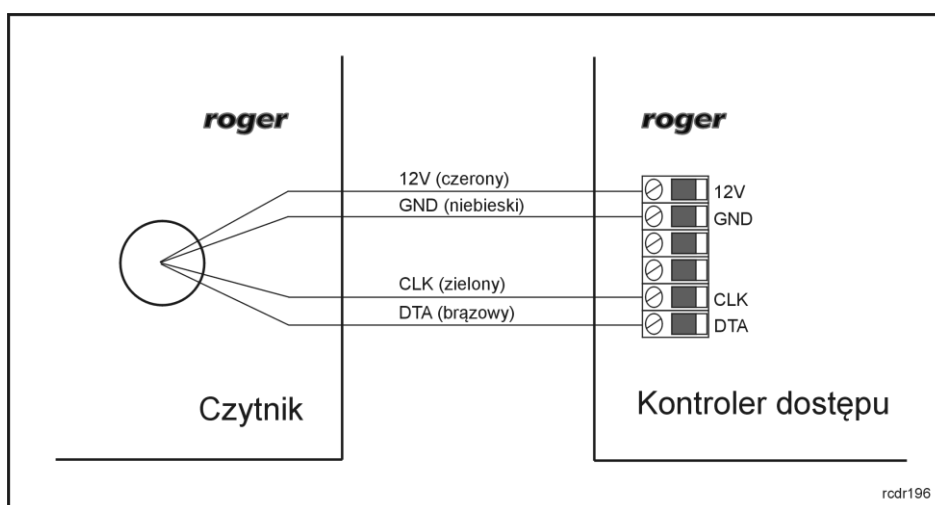 roger
roger
12V (czerony)
12V
GND (niebieski)
GND
CLK (zielony)
CLK
DTA (brązowy)
DTA
Czytnik
Kontroler dostępu
rcdr196